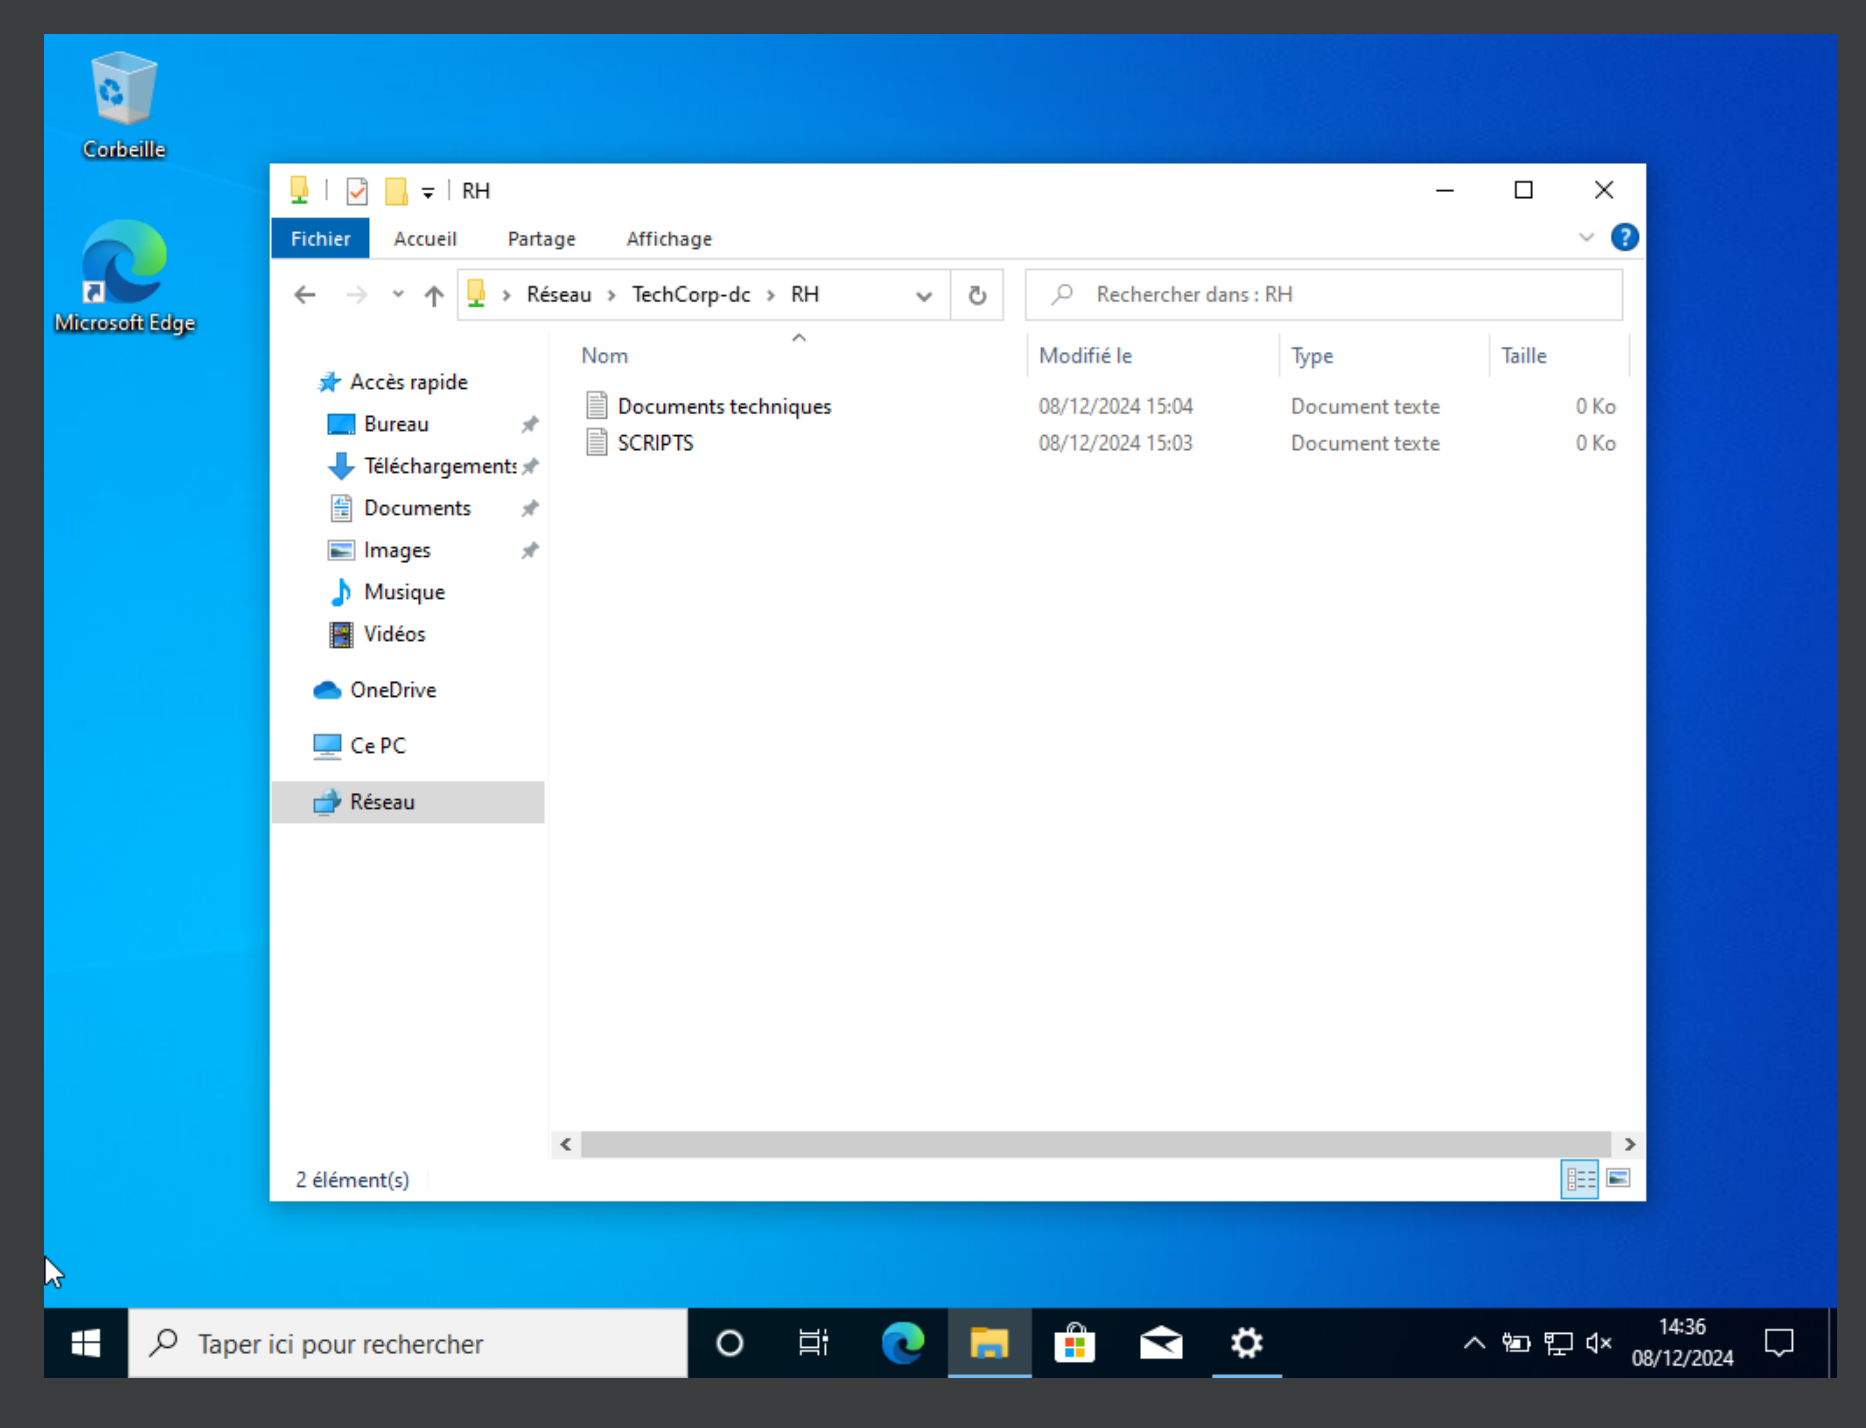 Corbeille
Microsoft Edge
RH
Fichier Accueil Partage Affichage
Réseau TechCorp-dc RH
Rechercher dans : RH
Nom Modifié le Type Taille
Documents techniques 08/12/2024 15:04 Document texte 0 Ko
SCRIPTS 08/12/2024 15:03 Document texte 0 Ko
Accès rapide
Bureau
Téléchargements
Documents
Images
Musique
Vidéos
OneDrive
Ce PC
Réseau
2 élément(s)
Taper ici pour rechercher
14:36
08/12/2024